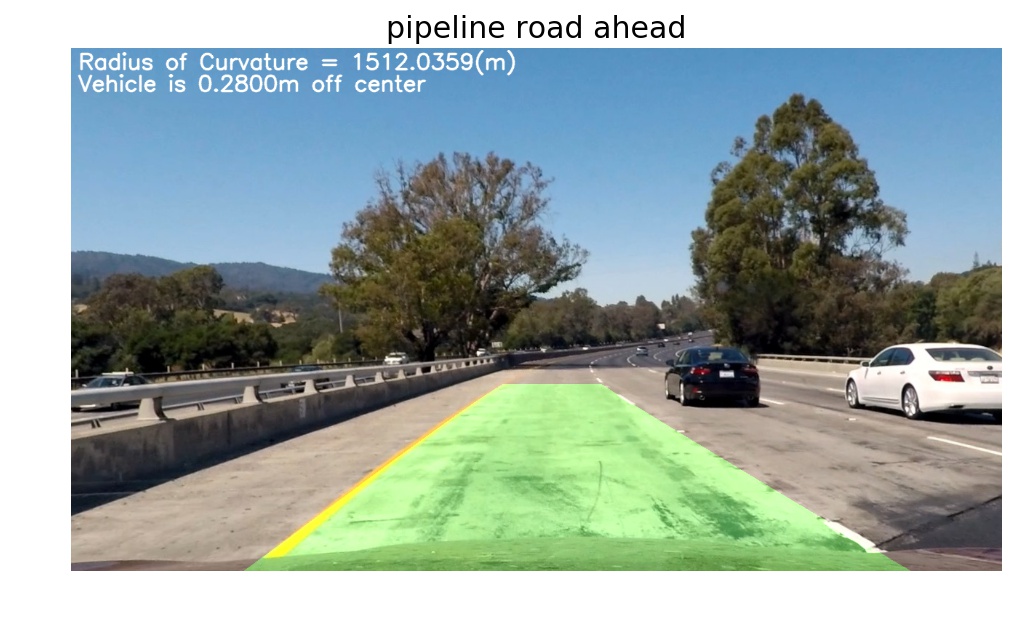 pipeline road ahead
Radius of Curvature = 1512.0359(m)
Vehicle is 0.2800m off center